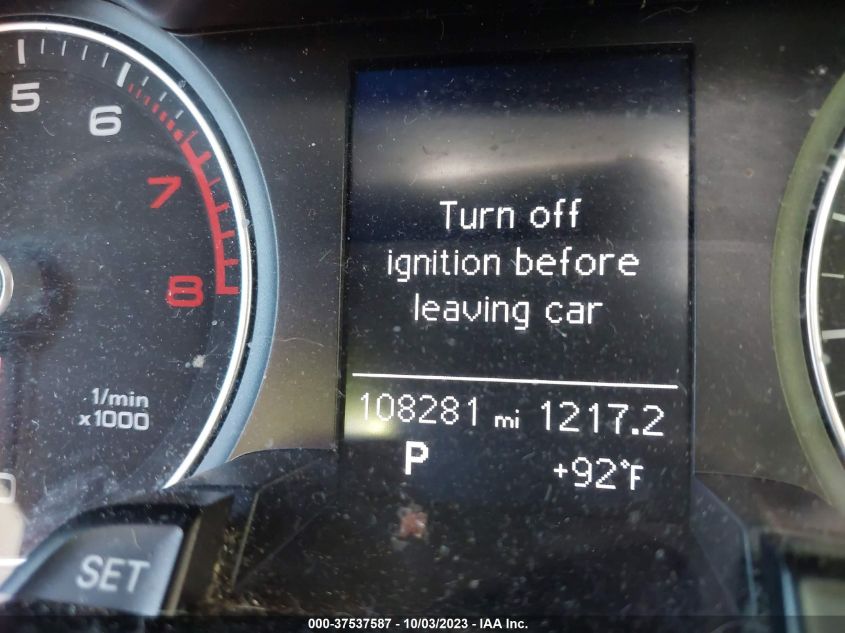 5
6
7
8
1/min
x1000
Turn off
ignition before
leaving car
108281 mi 1217.2
P
+92°F
0
SET
000-37537587 - 10/03/2023 - IAA Inc.